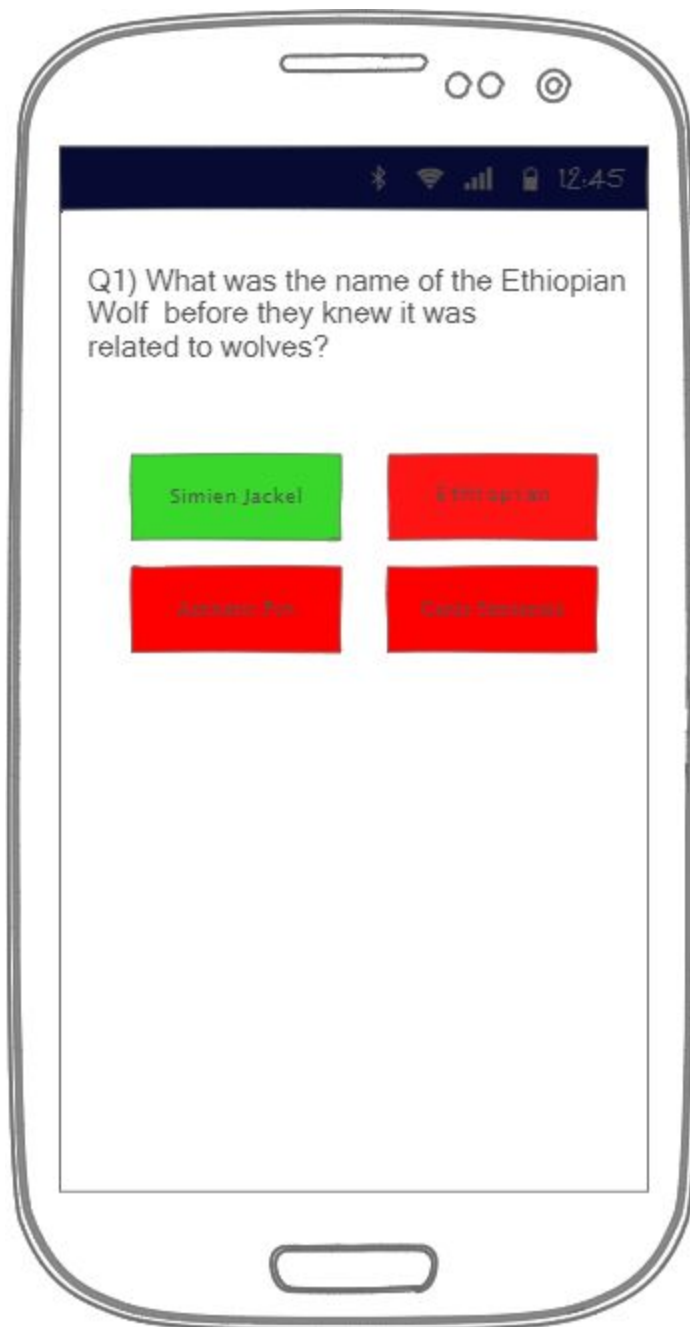 12:45
Q1) What was the name of the Ethiopian
Wolf before they knew it was
related to wolves?
Simien Jackel